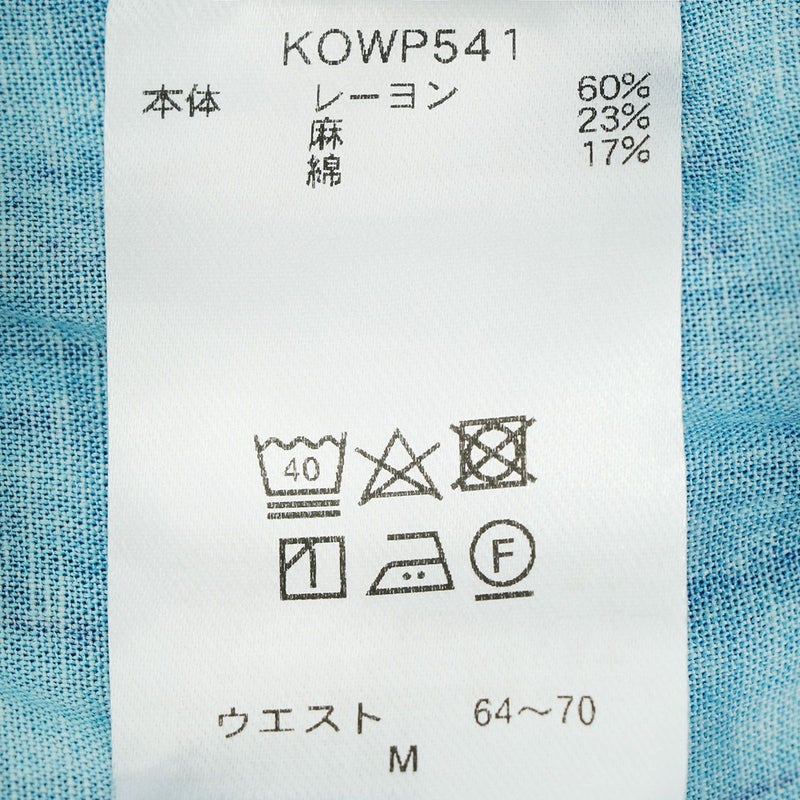 KOWP541
本体 レーヨン 60%
麻 23%
綿 17%
40
F
ウエスト 64～70
M